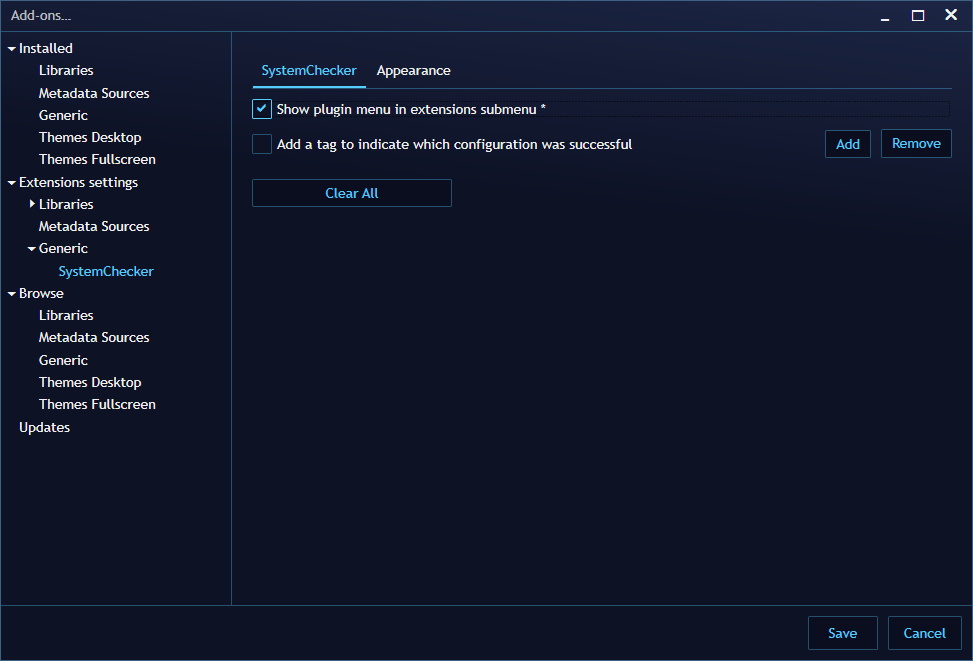 Add-ons...
Installed
Libraries
Metadata Sources
Generic
Themes Desktop
Themes Fullscreen
Extensions settings
Libraries
Metadata Sources
Generic
SystemChecker
Browse
Libraries
Metadata Sources
Generic
Themes Desktop
Themes Fullscreen
Updates
SystemChecker Appearance
Show plugin menu in extensions submenu *
Add a tag to indicate which configuration was successful Add Remove
Clear All
Save Cancel